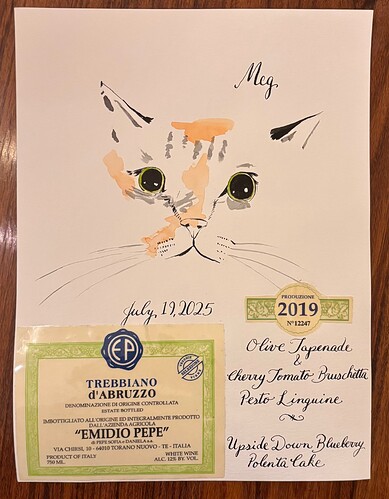 Meg
July 19, 2025
PRODUZIONE
2019
N°12247
Olive Tapenade
&
Cherry Tomato Bruschetta
Pesto Linguine
Upside Down Blueberry
Polenta Cake
EP
TREBBIANO
d'ABRUZZO
DENOMINAZIONE DI ORIGINE CONTROLLATA
ESTATE BOTTLED
IMBOTTIGLIATO ALL'ORIGINE ED INTEGRALMENTE PRODOTTO
DALL'AZIENDA AGRICOLA
"EMIDIO PEPE"
DI PEPE SOFIA e DANIELA s.a.
VIA CHIESI, 10 - 64010 TORANO NUOVO - TE - ITALIA
PRODUCT OF ITALY WHITE WINE
750 ML. ALC. 12% BY. VOL.